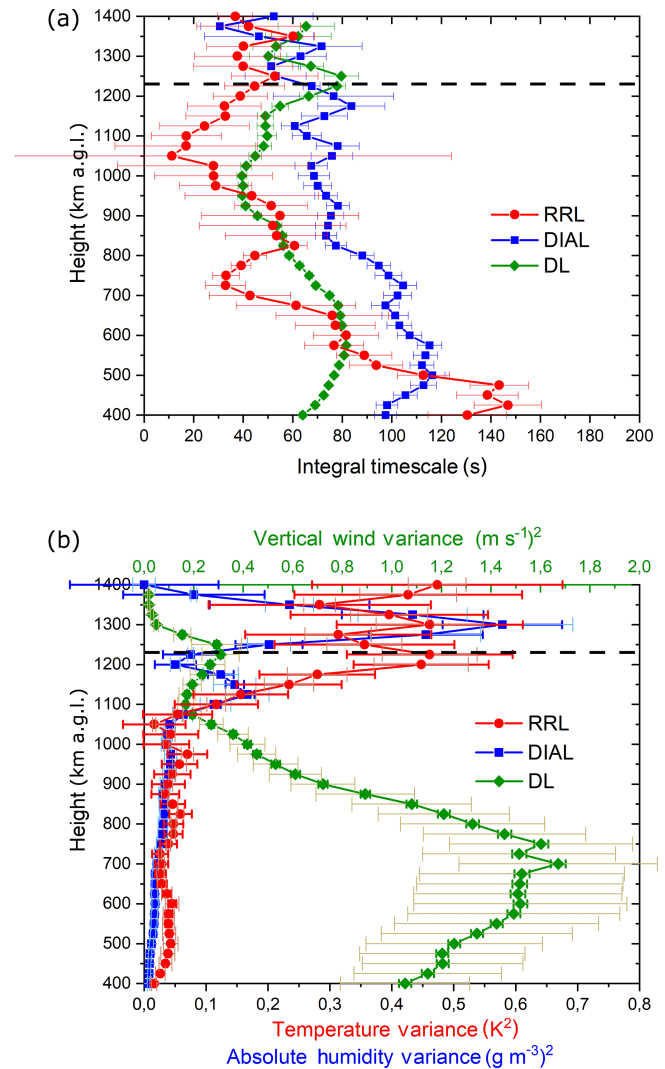 (a)
1400
1300
1200
1100
1000
900
800
700
600
500
400
Height (km a.g.l.)
RRL
DIAL
DL
0 20 40 60 80 100 120 140 160 180 200
Integral timescale (s)
(b)
Vertical wind variance (m s⁻¹)²
0,0 0,2 0,4 0,6 0,8 1,0 1,2 1,4 1,6 1,8 2,0
1400
1300
1200
1100
1000
900
800
700
600
500
400
Height (km a.g.l.)
RRL
DIAL
DL
0,0 0,1 0,2 0,3 0,4 0,5 0,6 0,7 0,8
Temperature variance (K²)
Absolute humidity variance (g m⁻³)²